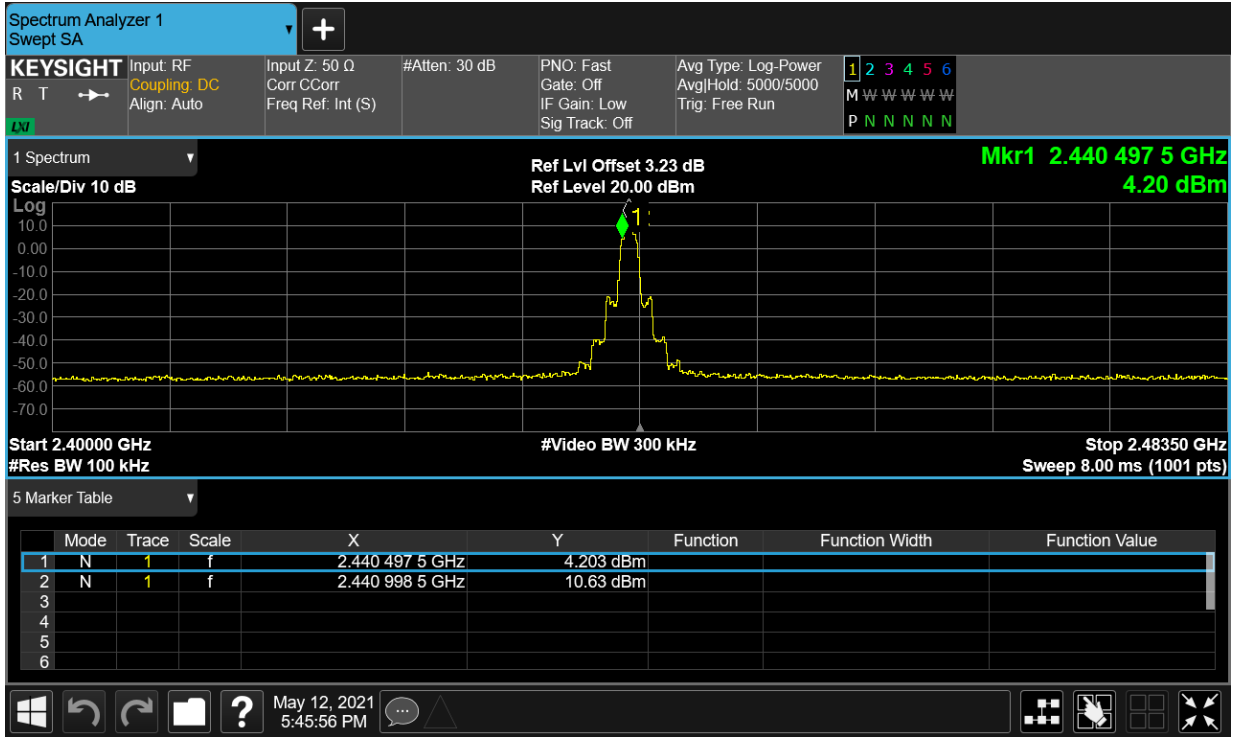 Spectrum Analyzer 1
Swept SA
KEYSIGHT
R T
LXI
Input: RF
Coupling: DC
Align: Auto
Input Z: 50 Ω
Corr CCorr
Freq Ref: Int (S)
#Atten: 30 dB
PNO: Fast
Gate: Off
IF Gain: Low
Sig Track: Off
Avg Type: Log-Power
Avg|Hold: 5000/5000
Trig: Free Run
1 2 3 4 5 6
M W W W W W
P N N N N N
1 Spectrum
Scale/Div 10 dB
Ref Lvl Offset 3.23 dB
Ref Level 20.00 dBm
Mkr1 2.440 497 5 GHz
4.20 dBm
Log
10.0
0.00
-10.0
-20.0
-30.0
-40.0
-50.0
-60.0
-70.0
1
Start 2.40000 GHz
#Res BW 100 kHz
#Video BW 300 kHz
Stop 2.48350 GHz
Sweep 8.00 ms (1001 pts)
5 Marker Table
Mode Trace Scale X Y Function Function Width Function Value
1 N 1 f 2.440 497 5 GHz 4.203 dBm
2 N 1 f 2.440 998 5 GHz 10.63 dBm
3
4
5
6
?
May 12, 2021
5:45:56 PM